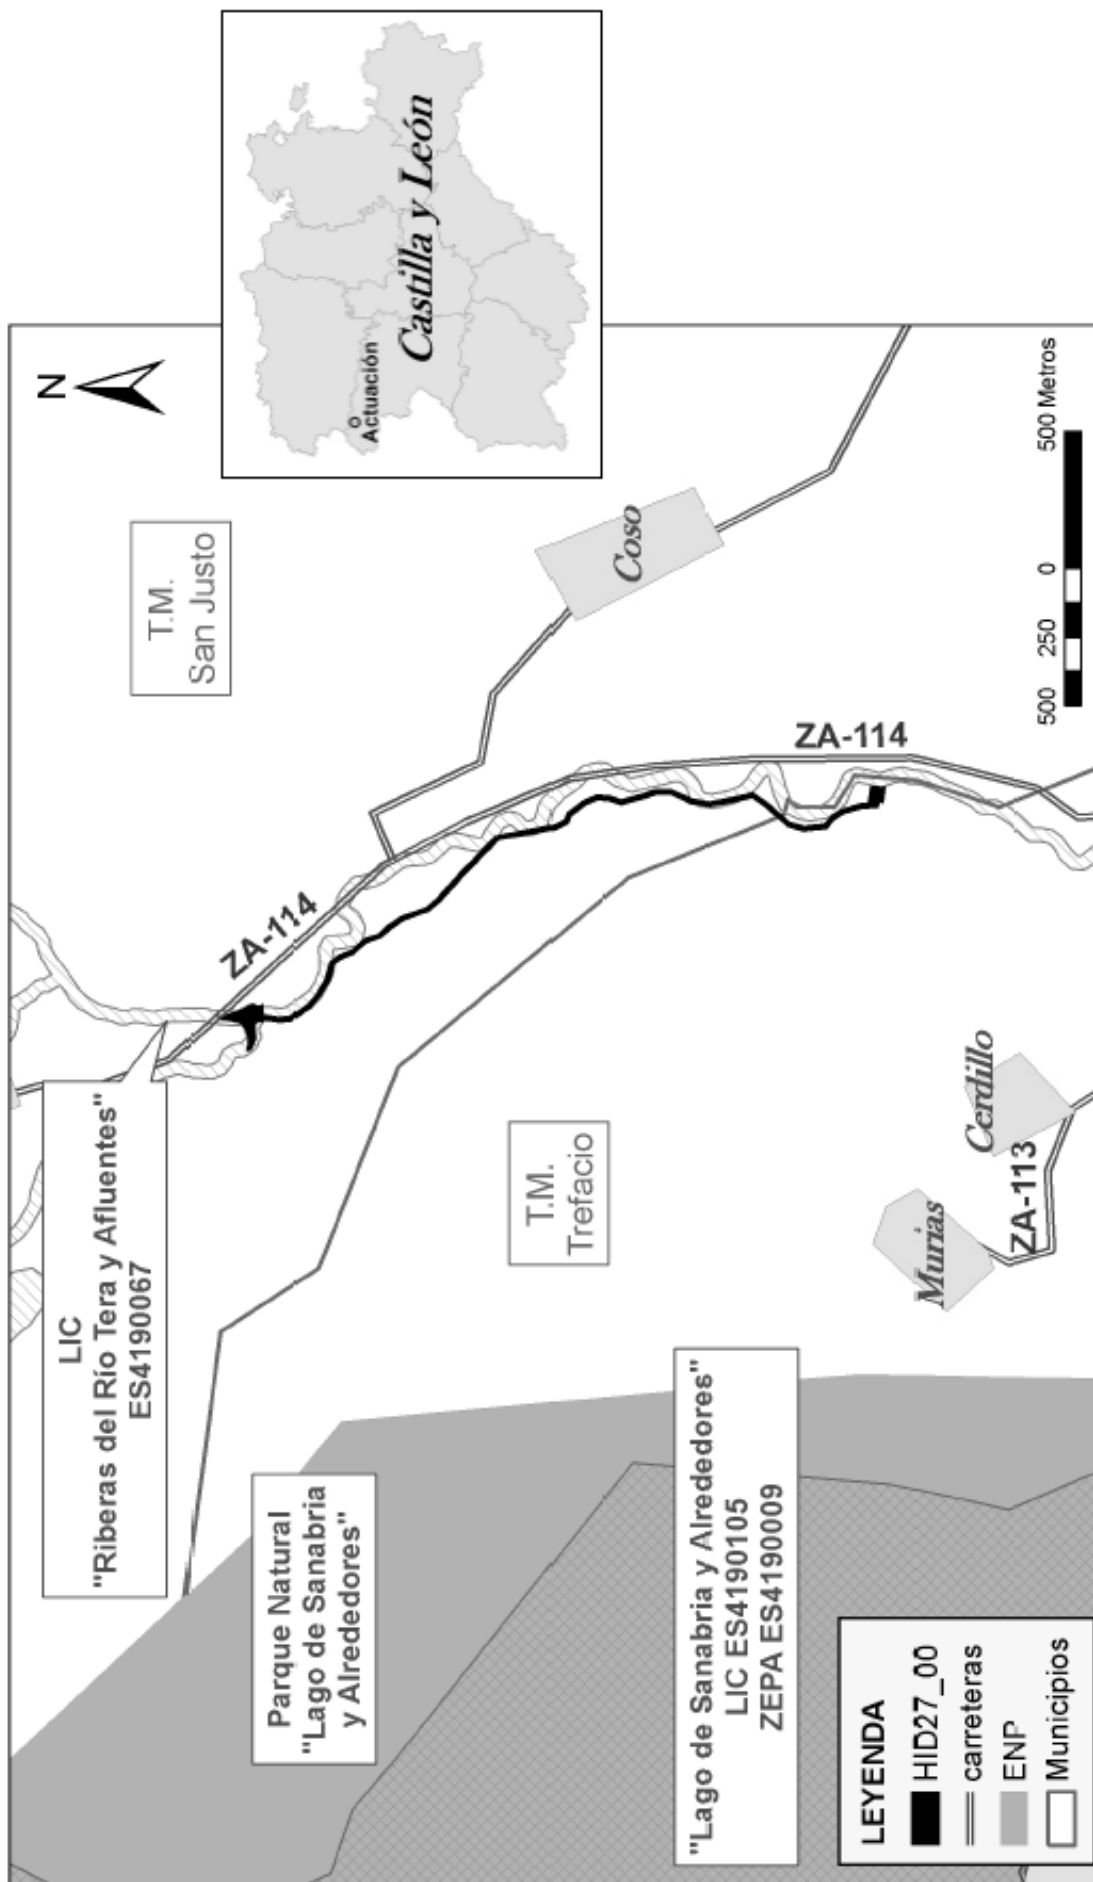 LIC
"Riberas del Río Tera y Afluentes"
ES4190067
N
T.M.
San Justo
Actuación
Castilla y León
ZA-114
Parque Natural
"Lago de Sanabria
y Alrededores"
T.M.
Trefacio
Coso
ZA-114
"Lago de Sanabria y Alrededores"
LIC ES4190105
ZEPA ES4190009
Murias
Cerdillo
ZA-113
LEYENDA
HID27_00
carreteras
ENP
Municipios
500 250 0 500 Metros